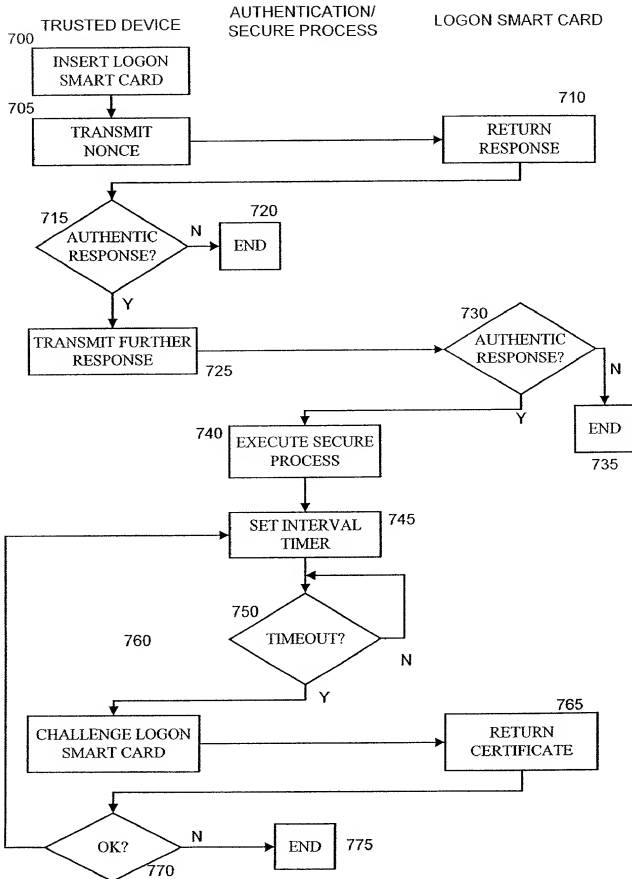 TRUSTED DEVICE
AUTHENTICATION/
SECURE PROCESS
LOGON SMART CARD
700
INSERT LOGON
SMART CARD
705
TRANSMIT
NONCE
710
RETURN
RESPONSE
715
AUTHENTIC
RESPONSE?
N
720
END
Y
TRANSMIT FURTHER
RESPONSE
725
730
AUTHENTIC
RESPONSE?
N
Y
END
735
740
EXECUTE SECURE
PROCESS
745
SET INTERVAL
TIMER
750
TIMEOUT?
N
Y
760
CHALLENGE LOGON
SMART CARD
765
RETURN
CERTIFICATE
OK?
770
N
END
775